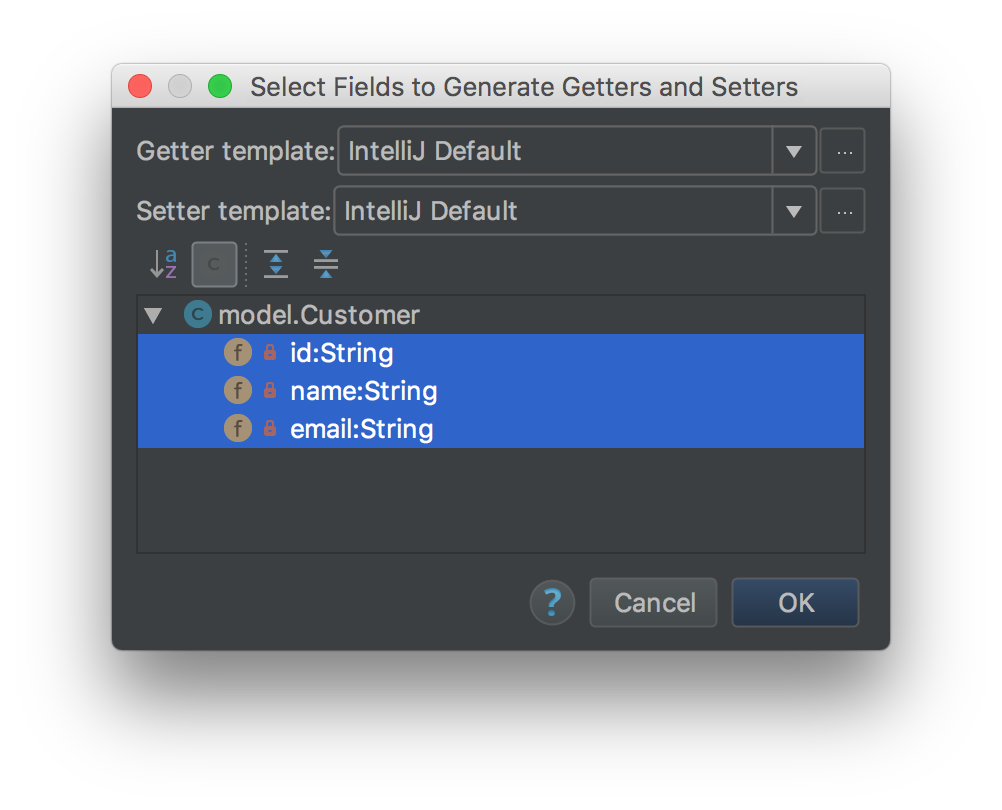 Select Fields to Generate Getters and Setters
Getter template: IntelliJ Default ...
Setter template: IntelliJ Default ...
a
z C
C model.Customer
f id:String
f name:String
f email:String
? Cancel OK